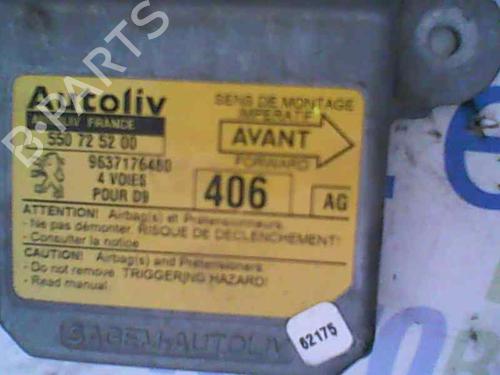 Autoliv
AUTOLIV FRANCE
550 72 52 00
9637176480
4 VOIES
POUR D9
SENS DE MONTAGE
IMPERATIF
AVANT
FORWARD
406
AG
ATTENTION! Airbag(s) et Pretensionneurs.
- Ne pas démonter. RISQUE DE DECLENCHEMENT!
- Consulter la notice
CAUTION! Airbag(s) and Pretensioners.
- Do not remove. TRIGGERING HAZARD!
- Read manual.
SAGEM-AUTOLIV
62175
B-PARTS